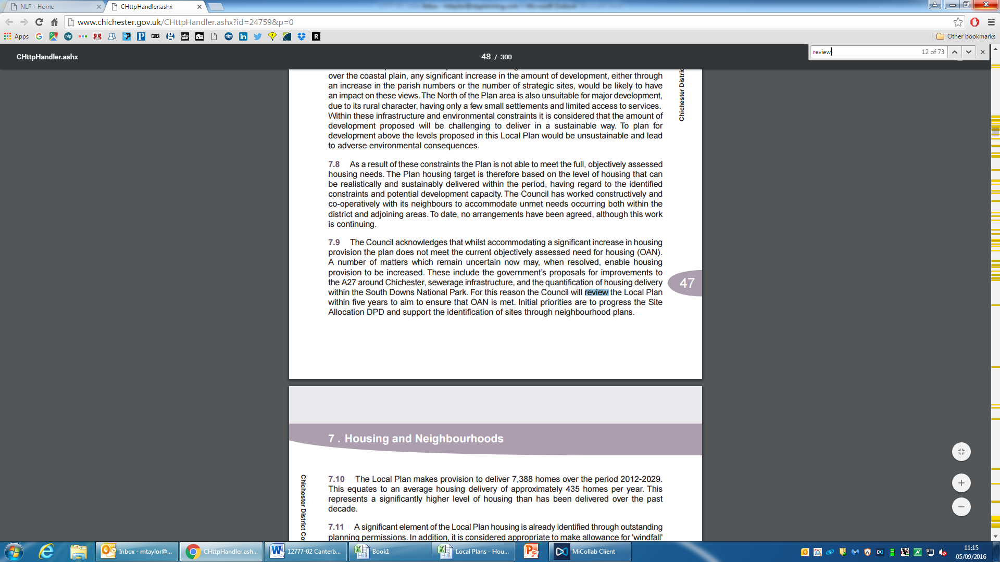 NLP - Home
CHttpHandler.ashx
www.chichester.gov.uk/CHttpHandler.ashx?id=24759&p=0
Apps
Other bookmarks
CHttpHandler.ashx
48 / 300
review
12 of 73
over the coastal plain, any significant increase in the amount of development, either through
an increase in the parish numbers or the number of strategic sites, would be likely to have
an impact on these views. The North of the Plan area is also unsuitable for major development,
due to its rural character, having only a few small settlements and limited access to services.
Within these infrastructure and environmental constraints it is considered that the amount of
development proposed will be challenging to deliver in a sustainable way. To plan for
development above the levels proposed in this Local Plan would be unsustainable and lead
to adverse environmental consequences.
Chichester Distric
7.8 As a result of these constraints the Plan is not able to meet the full, objectively assessed
housing needs. The Plan housing target is therefore based on the level of housing that can
be realistically and sustainably delivered within the period, having regard to the identified
constraints and potential development capacity. The Council has worked constructively and
co-operatively with its neighbours to accommodate unmet needs occurring both within the
district and adjoining areas. To date, no arrangements have been agreed, although this work
is continuing.
7.9 The Council acknowledges that whilst accommodating a significant increase in housing
provision the plan does not meet the current objectively assessed need for housing (OAN).
A number of matters which remain uncertain now may, when resolved, enable housing
provision to be increased. These include the government's proposals for improvements to
the A27 around Chichester, sewerage infrastructure, and the quantification of housing delivery
within the South Downs National Park. For this reason the Council will review the Local Plan
within five years to aim to ensure that OAN is met. Initial priorities are to progress the Site
Allocation DPD and support the identification of sites through neighbourhood plans.
47
7 . Housing and Neighbourhoods
Chichester District Co
7.10 The Local Plan makes provision to deliver 7,388 homes over the period 2012-2029.
This equates to an average housing delivery of approximately 435 homes per year. This
represents a significantly higher level of housing than has been delivered over the past
decade.
7.11 A significant element of the Local Plan housing is already identified through outstanding
planning permissions. In addition, it is considered appropriate to make allowance for 'windfall'
Inbox - mtaylor@...
CHttpHandler.ash...
12777-02 Canterb...
Book1
Local Plans - Hou...
MiCollab Client
11:15
05/09/2016